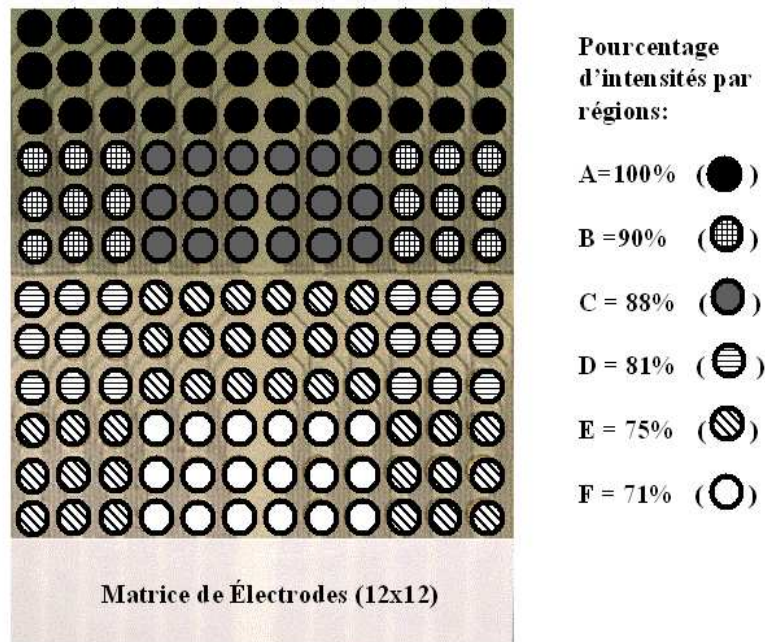 Pourcentage
d'intensités par
régions:
A=100% ( )
B =90% ( )
C = 88% ( )
D = 81% ( )
E = 75% ( )
F = 71% ( )
Matrice de Électrodes (12x12)